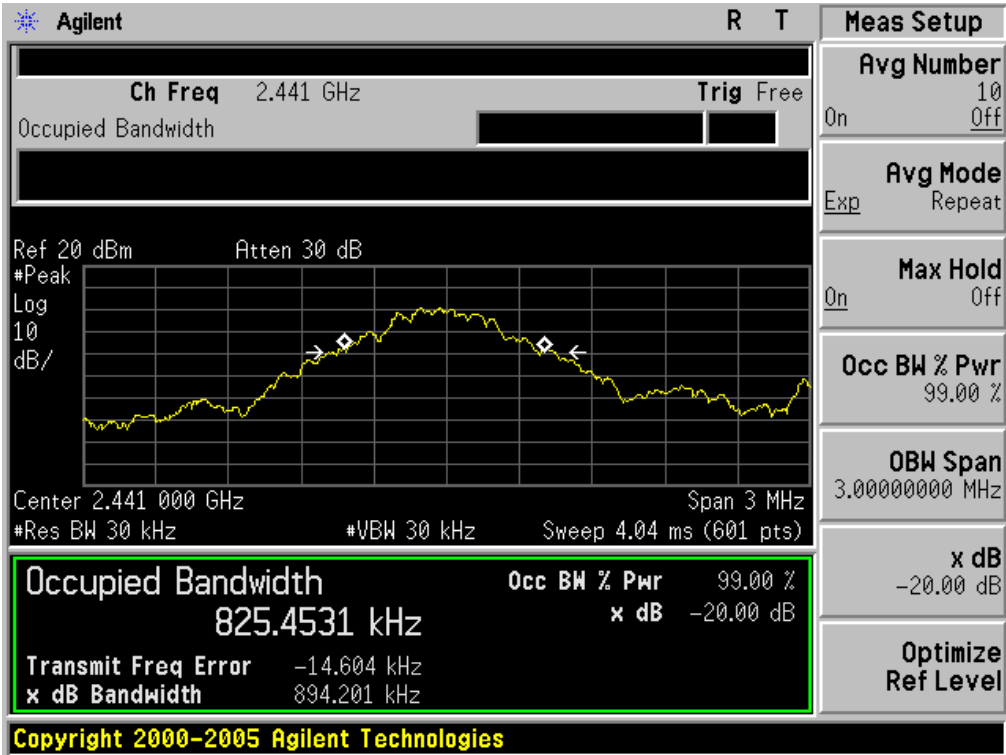 Agilent R T
Ch Freq 2.441 GHz Trig Free
Occupied Bandwidth
Ref 20 dBm Atten 30 dB
#Peak
Log
10
dB/
Center 2.441 000 GHz Span 3 MHz
#Res BW 30 kHz #VBW 30 kHz Sweep 4.04 ms (601 pts)
Occupied Bandwidth Occ BW % Pwr 99.00 %
825.4531 kHz x dB -20.00 dB
Transmit Freq Error -14.604 kHz
x dB Bandwidth 894.201 kHz
Copyright 2000-2005 Agilent Technologies
Meas Setup
Avg Number
10
On Off
Avg Mode
Exp Repeat
Max Hold
On Off
Occ BW % Pwr
99.00 %
OBW Span
3.00000000 MHz
x dB
-20.00 dB
Optimize
Ref Level